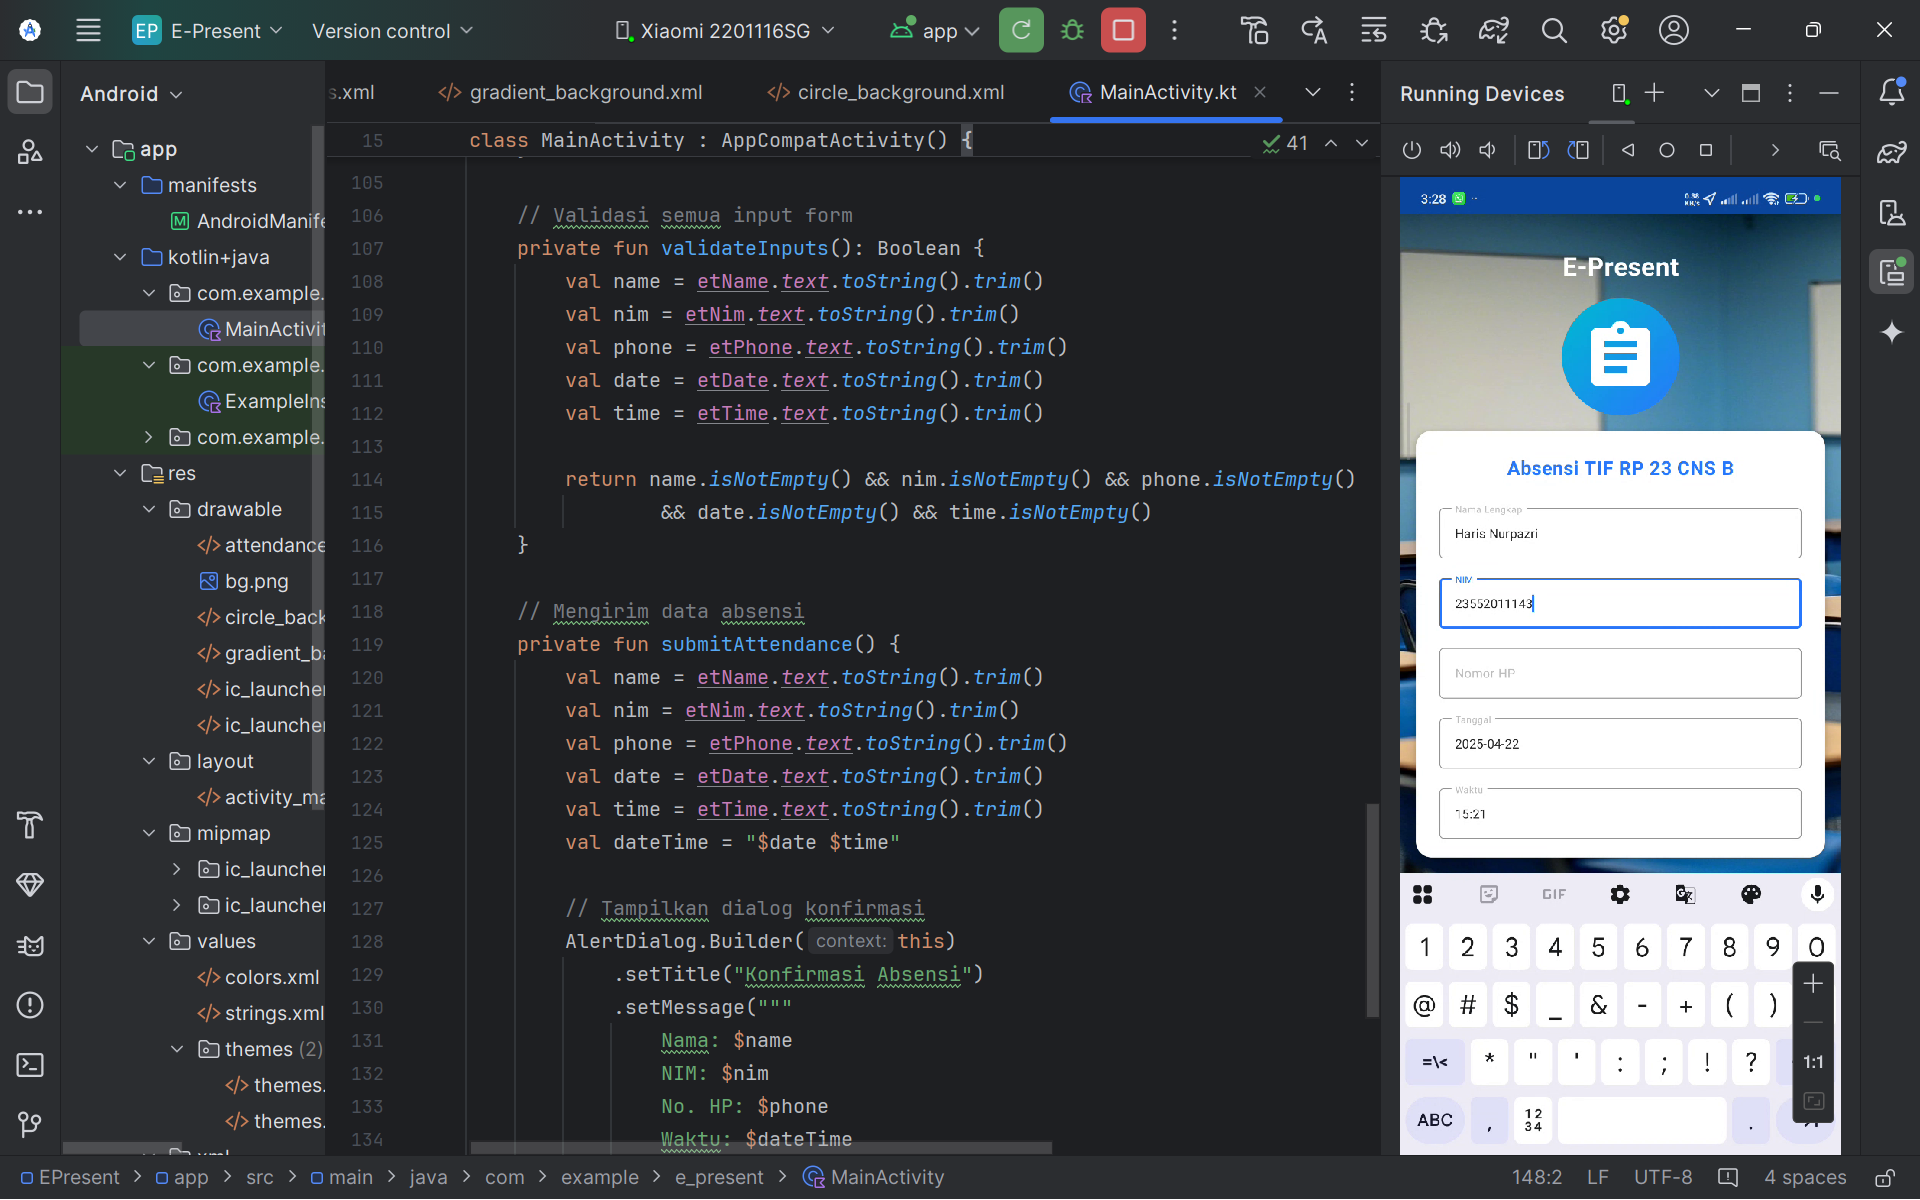 EP E-Present Version control Xiaomi 2201116SG app
Android
s.xml gradient_background.xml circle_background.xml MainActivity.kt
Running Devices
app
manifests
AndroidManife
kotlin+java
com.example.
MainActivit
com.example.
ExampleIns
com.example.
res
drawable
attendance
bg.png
circle_back
gradient_ba
ic_launcher
ic_launcher
layout
activity_ma
mipmap
ic_launcher
ic_launcher
values
colors.xml
strings.xml
themes (2)
themes.
themes.
15 class MainActivity : AppCompatActivity() { 41
105
106 // Validasi semua input form
107 private fun validateInputs(): Boolean {
108 val name = etName.text.toString().trim()
109 val nim = etNim.text.toString().trim()
110 val phone = etPhone.text.toString().trim()
111 val date = etDate.text.toString().trim()
112 val time = etTime.text.toString().trim()
113
114 return name.isNotEmpty() && nim.isNotEmpty() && phone.isNotEmpty()
115 && date.isNotEmpty() && time.isNotEmpty()
116 }
117
118 // Mengirim data absensi
119 private fun submitAttendance() {
120 val name = etName.text.toString().trim()
121 val nim = etNim.text.toString().trim()
122 val phone = etPhone.text.toString().trim()
123 val date = etDate.text.toString().trim()
124 val time = etTime.text.toString().trim()
125 val dateTime = "$date $time"
126
127 // Tampilkan dialog konfirmasi
128 AlertDialog.Builder( context: this)
129 .setTitle("Konfirmasi Absensi")
130 .setMessage("""
131 Nama: $name
132 NIM: $nim
133 No. HP: $phone
134 Waktu: $dateTime
3:28
E-Present
Absensi TIF RP 23 CNS B
Nama Lengkap
Haris Nurpazri
NIM
23552011143
Nomor HP
Tanggal
2025-04-22
Waktu
15:21
GIF
1 2 3 4 5 6 7 8 9 0
@ # $ _ & - + ( )
=\< * " ' : ; ! ?
1:1
ABC , 12 34 .
EPresent > app > src > main > java > com > example > e_present > MainActivity
148:2 LF UTF-8 4 spaces